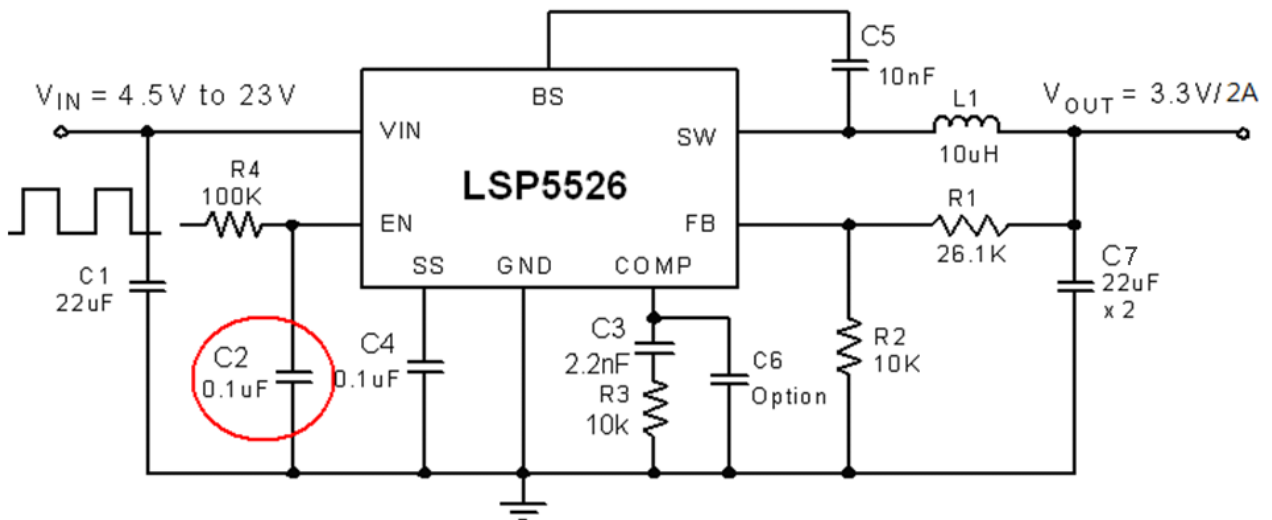 C5
10nF
VIN = 4.5V to 23V
BS
L1
VOUT = 3.3V/2A
VIN
SW
10uH
R4
100K
LSP5526
EN
FB
R1
26.1K
SS
GND
COMP
C1
22uF
C7
22uF
x 2
C2
0.1uF
C4
0.1uF
C3
2.2nF
R3
10k
C6
Option
R2
10K